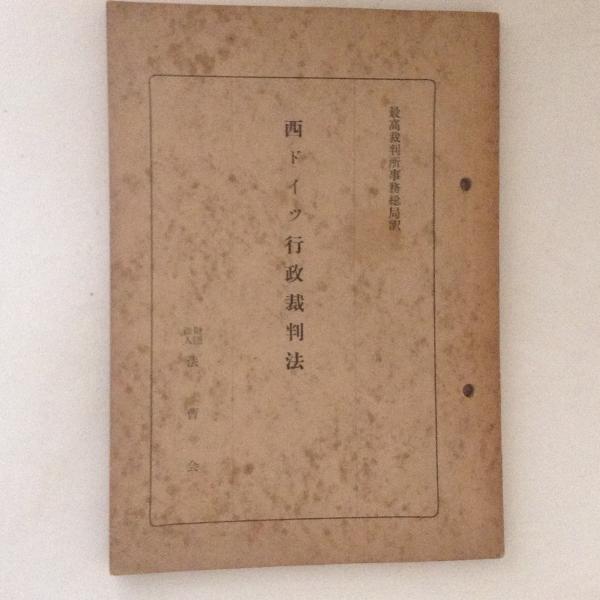 最高裁判所事務総局訳
西ドイツ行政裁判法
財団法人
法曹会